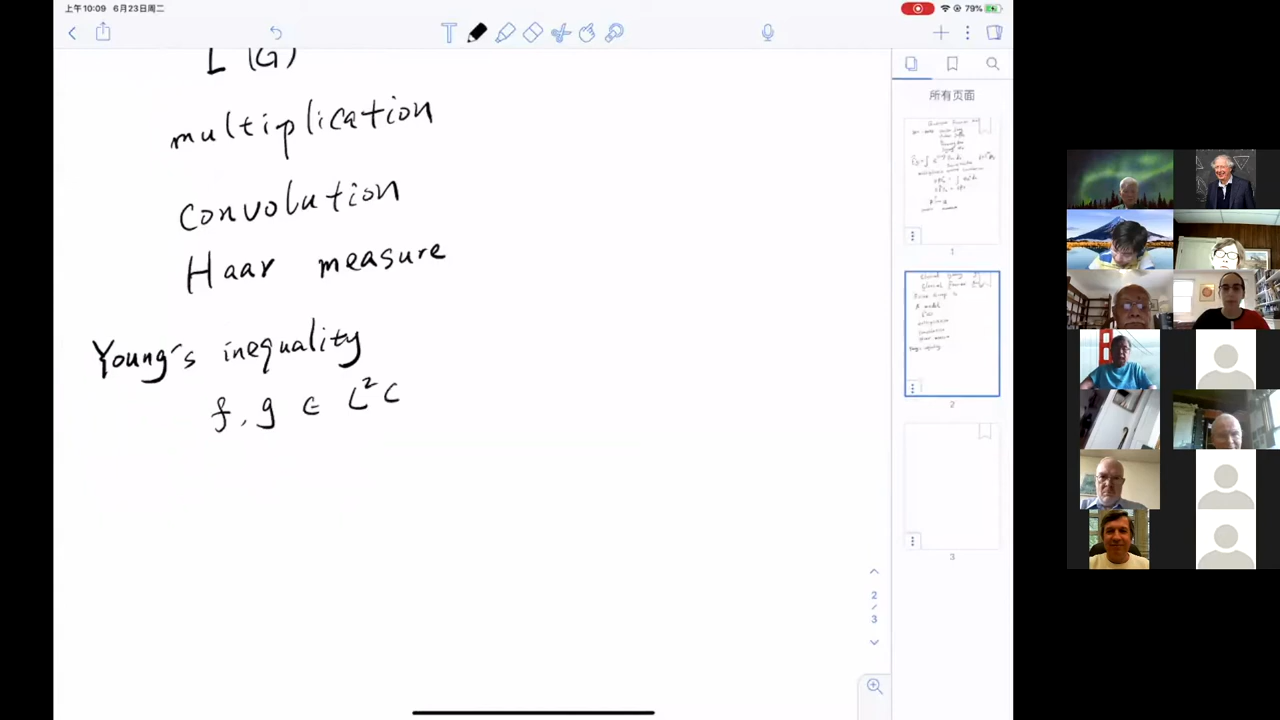 上午10:09 6月23日周二
79%
L (G)
multiplication
convolution
Haar measure
Young's inequality
f, g ∈ L² (
所有页面
1
2
3
2
/
3